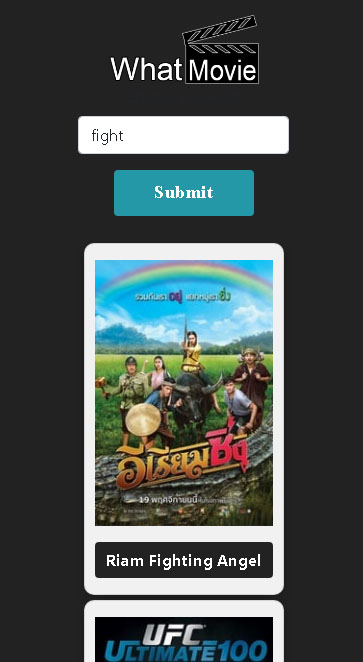 What Movie
fight
Submit
รวมกันเรา อยู่ แยกหมู่เรา ซิ่ง
อีเรียมซิ่ง
19 พฤศจิกายนนี้
Riam Fighting Angel
UFC
ULTIMATE 100